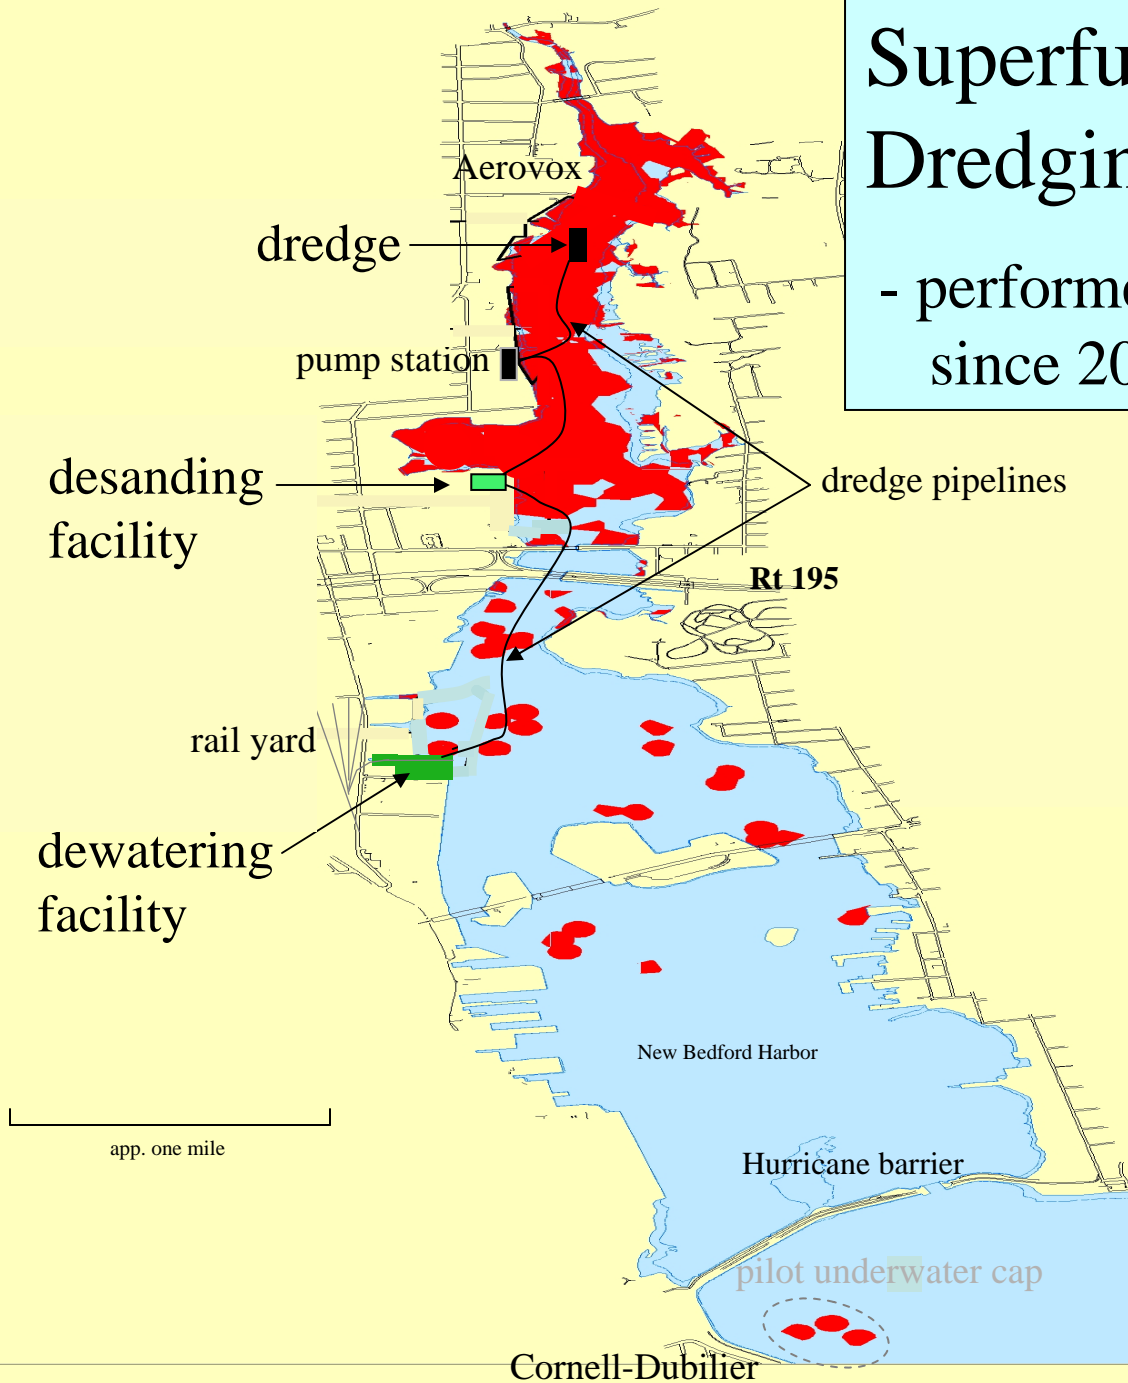 Superfu
Dredgin
- performe
since 20
Aerovox
dredge
pump station
desanding
facility
dredge pipelines
Rt 195
rail yard
dewatering
facility
New Bedford Harbor
app. one mile
Hurricane barrier
pilot underwater cap
Cornell-Dubilier